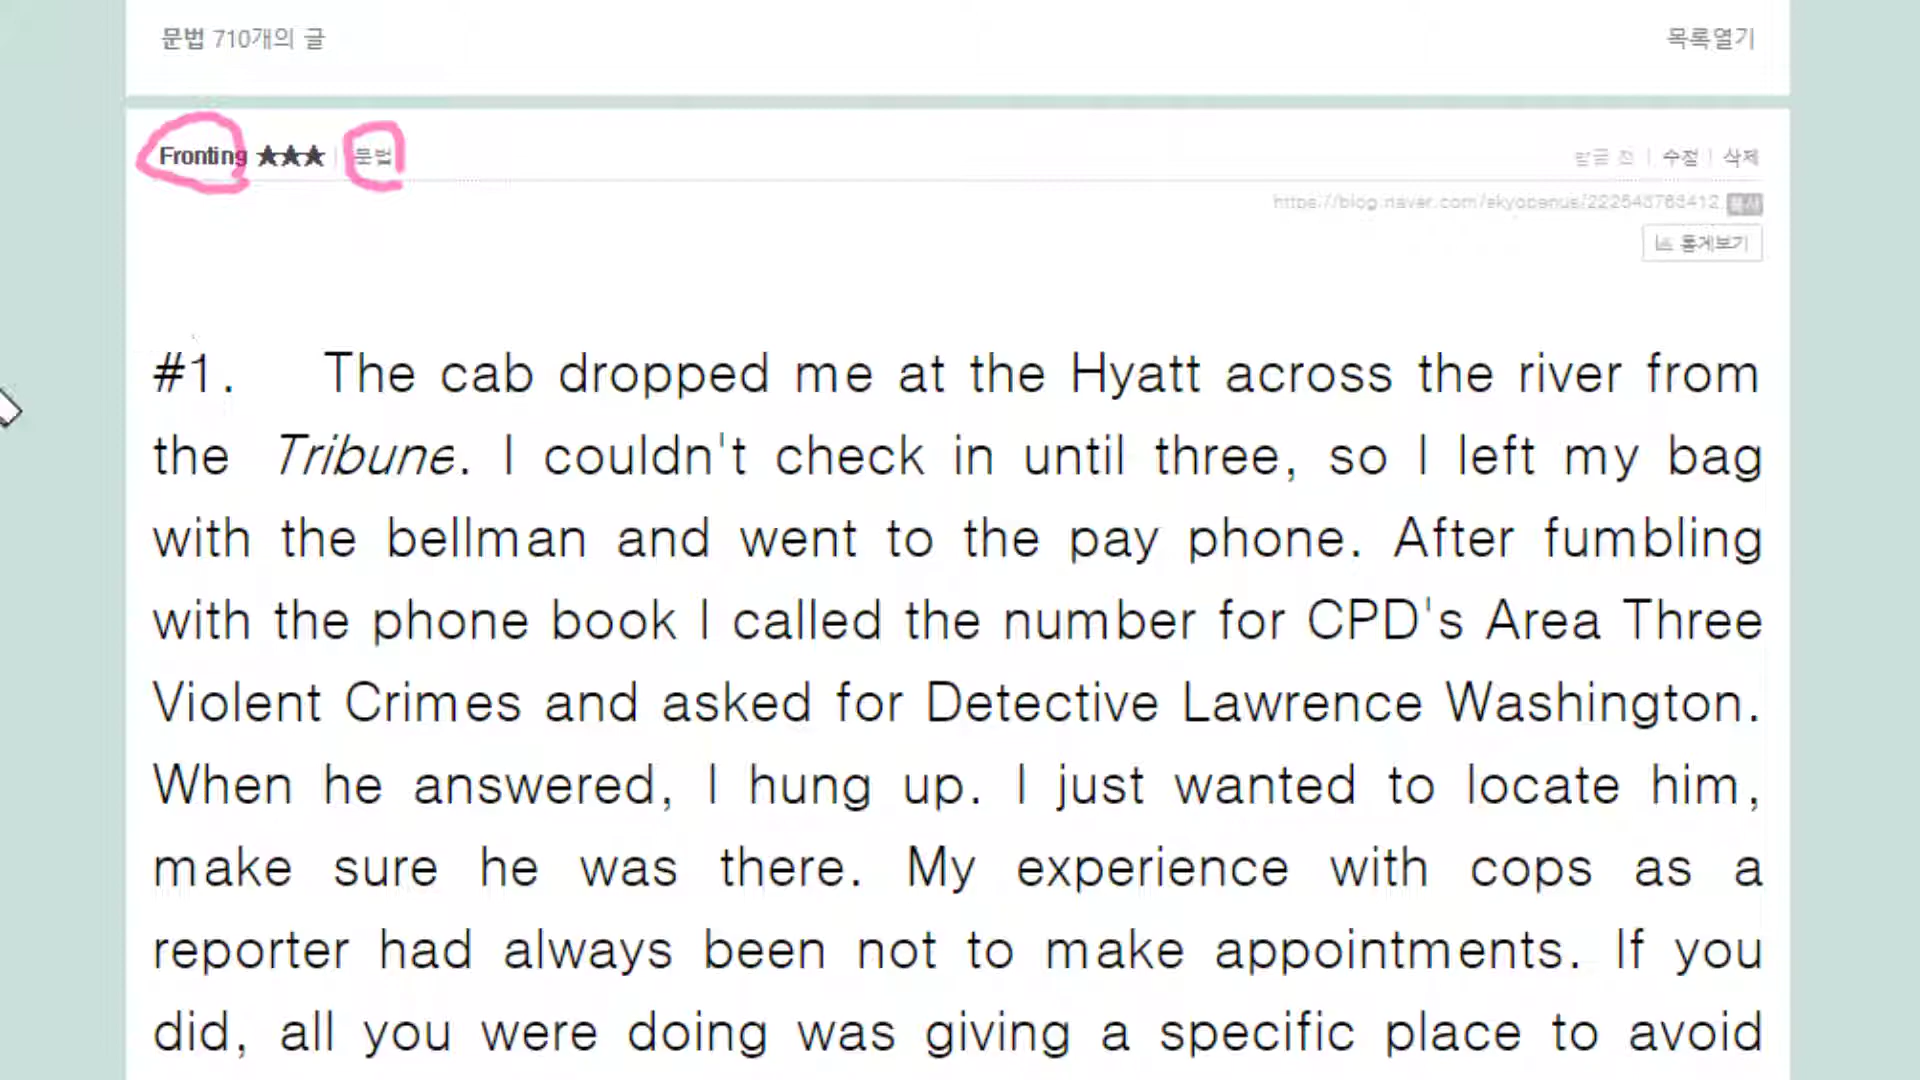 문법 710개의 글
목록열기
Fronting ★★★ | 문법
방금 전 | 수정 | 삭제
복사
통계보기
#1. The cab dropped me at the Hyatt across the river from
the Tribune. I couldn't check in until three, so I left my bag
with the bellman and went to the pay phone. After fumbling
with the phone book I called the number for CPD's Area Three
Violent Crimes and asked for Detective Lawrence Washington.
When he answered, I hung up. I just wanted to locate him,
make sure he was there. My experience with cops as a
reporter had always been not to make appointments. If you
did, all you were doing was giving a specific place to avoid